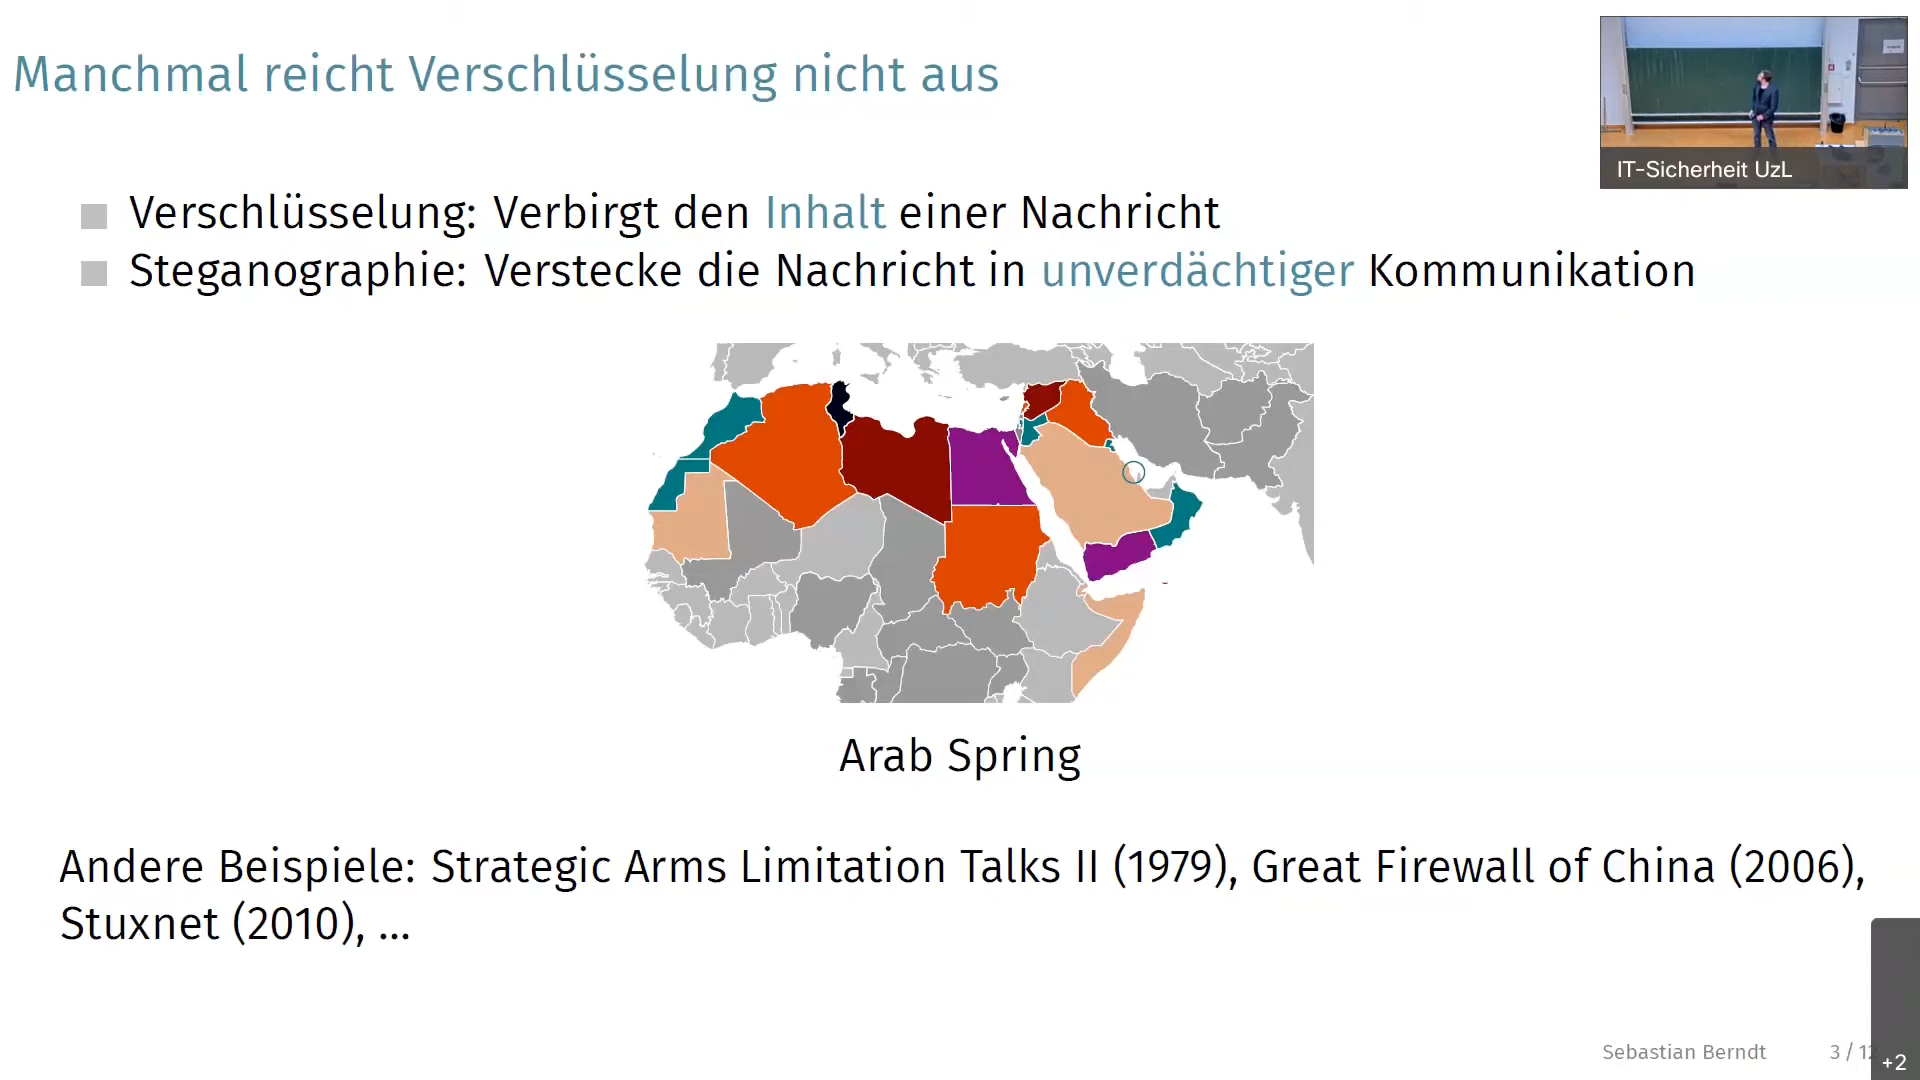 Manchmal reicht Verschlüsselung nicht aus
IT-Sicherheit UzL
Verschlüsselung: Verbirgt den Inhalt einer Nachricht
Steganographie: Verstecke die Nachricht in unverdächtiger Kommunikation
Arab Spring
Andere Beispiele: Strategic Arms Limitation Talks II (1979), Great Firewall of China (2006),
Stuxnet (2010), ...
Sebastian Berndt
3 /
+2